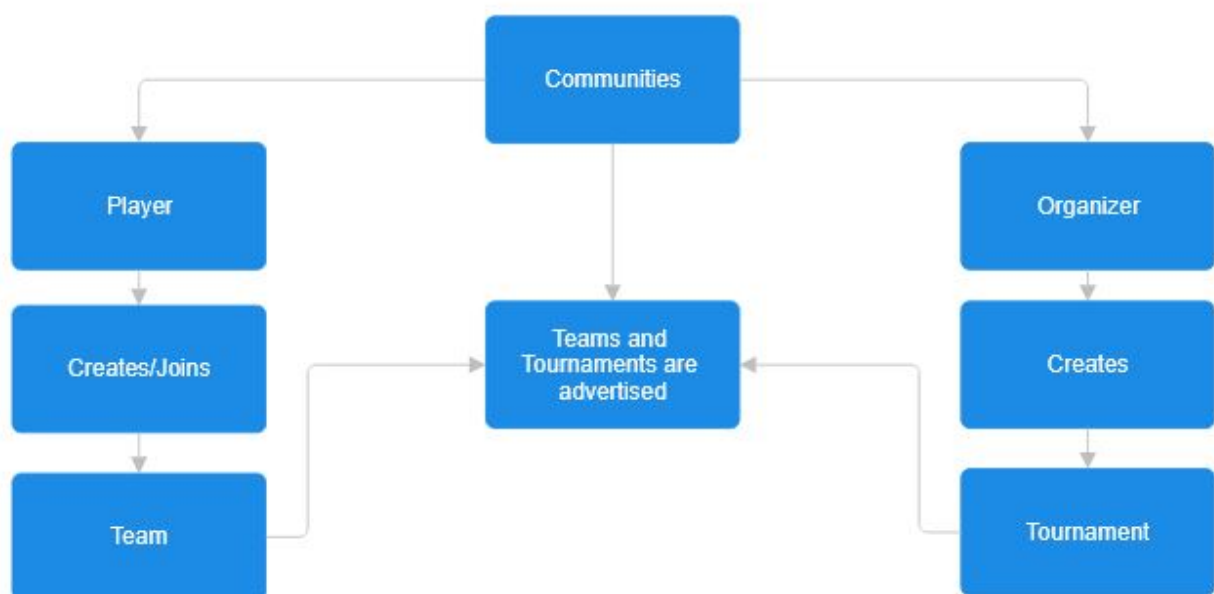 Communities
Player
Organizer
Creates/Joins
Teams and
Tournaments are
advertised
Creates
Team
Tournament